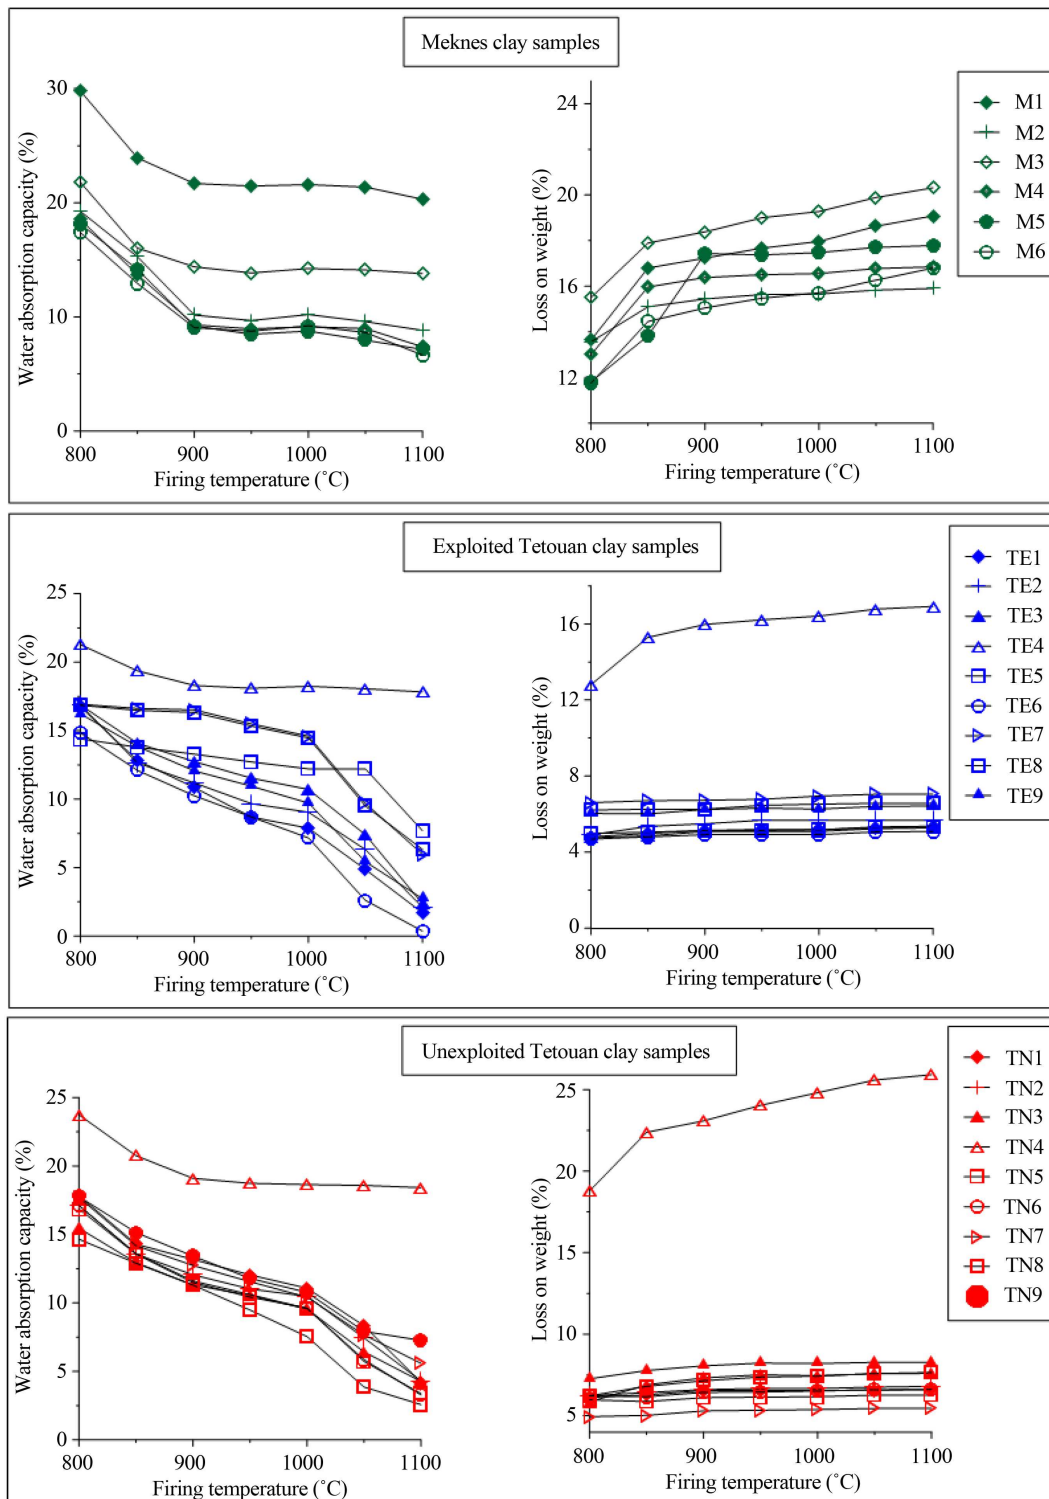 Meknes clay samples
Water absorption capacity (%)
30
20
10
0
800
900
1000
1100
Firing temperature (˚C)
Loss on weight (%)
24
20
16
12
800
900
1000
1100
Firing temperature (˚C)
M1
M2
M3
M4
M5
M6
Exploited Tetouan clay samples
Water absorption capacity (%)
25
20
15
10
5
0
800
900
1000
1100
Firing temperature (˚C)
Loss on weight (%)
16
12
8
4
0
800
900
1000
1100
Firing temperature (˚C)
TE1
TE2
TE3
TE4
TE5
TE6
TE7
TE8
TE9
Unexploited Tetouan clay samples
Water absorption capacity (%)
25
20
15
10
5
0
800
900
1000
1100
Firing temperature (˚C)
Loss on weight (%)
25
20
15
10
5
800
900
1000
1100
Firing temperature (˚C)
TN1
TN2
TN3
TN4
TN5
TN6
TN7
TN8
TN9